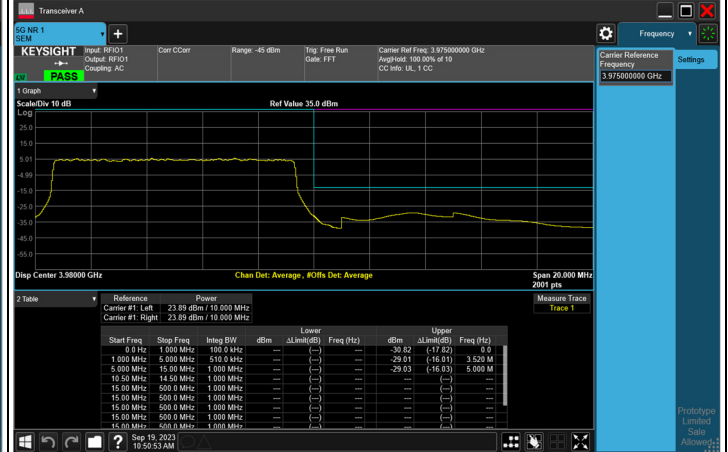 Transceiver A
5G NR 1
SEM
Frequency
KEYSIGHT
Input: RFIO1
Output: RFIO1
Coupling: AC
Corr CCorr
Range: -45 dBm
Trig: Free Run
Gate: FFT
Carrier Ref Freq: 3.975000000 GHz
Avg|Hold: 100.00% of 10
CC Info: UL, 1 CC
LV
PASS
Carrier Reference
Frequency
3.975000000 GHz
Settings
1 Graph
Scale/Div 10 dB
Ref Value 35.0 dBm
Log
25.0
15.0
5.01
-4.99
-15.0
-25.0
-35.0
-45.0
-55.0
Disp Center 3.98000 GHz
Chan Det: Average, #Offs Det: Average
Span 20.000 MHz
2001 pts
2 Table
Reference Power
Carrier #1: Left 23.89 dBm / 10.000 MHz
Carrier #1: Right 23.89 dBm / 10.000 MHz
Measure Trace
Trace 1
Lower Upper
Start Freq Stop Freq Integ BW dBm ΔLimit(dB) Freq (Hz) dBm ΔLimit(dB) Freq (Hz)
0.0 Hz 1.000 MHz 100.0 kHz --- (---) --- -30.82 (-17.82) 0.0
1.000 MHz 5.000 MHz 510.0 kHz --- (---) --- -29.01 (-16.01) 3.520 M
5.000 MHz 15.00 MHz 1.000 MHz --- (---) --- -29.03 (-16.03) 5.000 M
10.50 MHz 14.50 MHz 1.000 MHz --- (---) --- --- (---) ---
15.00 MHz 500.0 MHz 1.000 MHz --- (---) --- --- (---) ---
15.00 MHz 500.0 MHz 1.000 MHz --- (---) --- --- (---) ---
15.00 MHz 500.0 MHz 1.000 MHz --- (---) --- --- (---) ---
15.00 MHz 500.0 MHz 1.000 MHz --- (---) --- --- (---) ---
15.00 MHz 500.0 MHz 1.000 MHz --- (---) --- --- (---) ---
Prototype
Limited
Sale
Allowed
?
Sep 19, 2023
10:50:53 AM